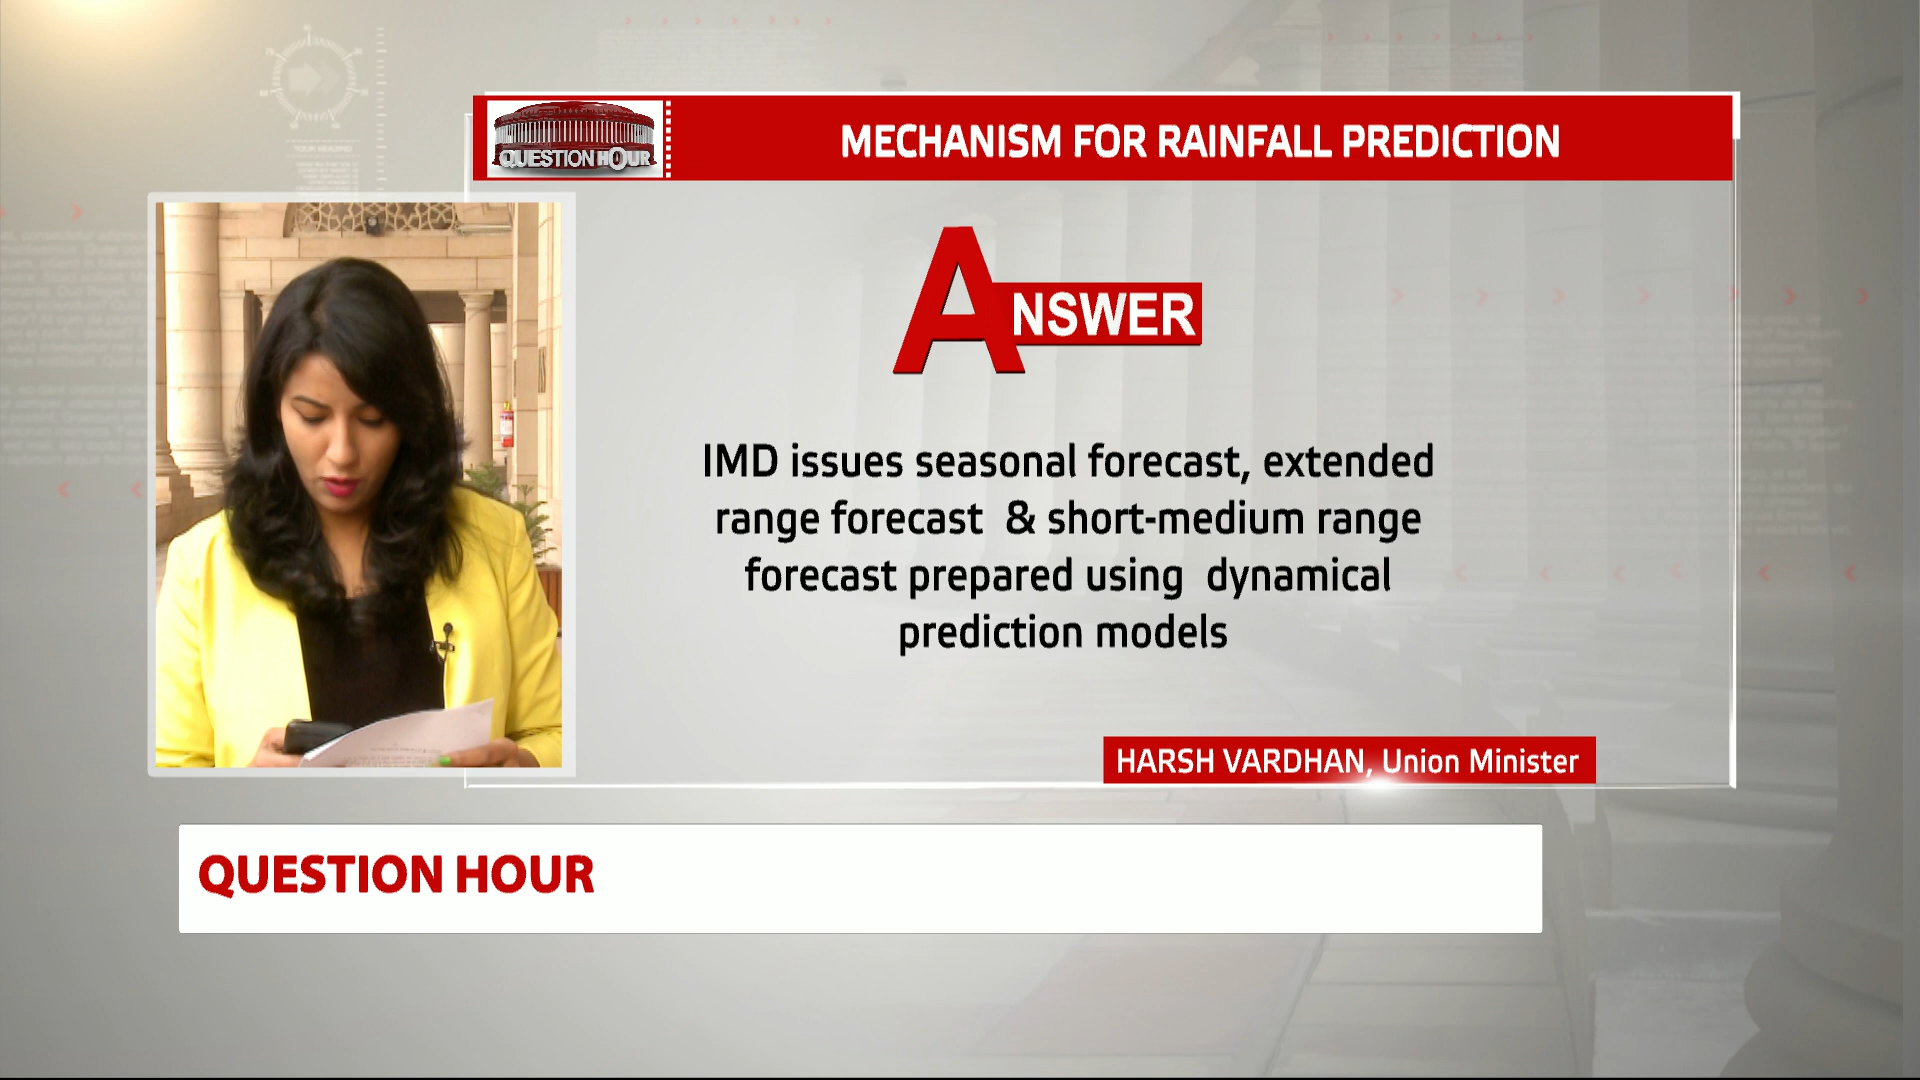 MECHANISM FOR RAINFALL PREDICTION
QUESTION HOUR
ANSWER
IMD issues seasonal forecast, extended
range forecast & short-medium range
forecast prepared using dynamical
prediction models
HARSH VARDHAN, Union Minister
QUESTION HOUR